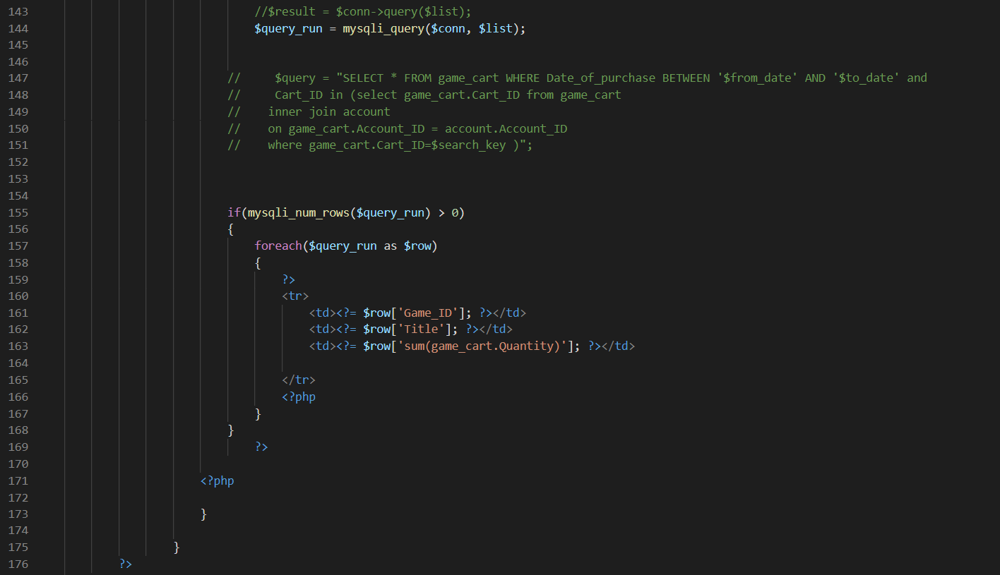 143 //$result = $conn->query($list);
144 $query_run = mysqli_query($conn, $list);
145
146
147 //     $query = "SELECT * FROM game_cart WHERE Date_of_purchase BETWEEN '$from_date' AND '$to_date' and
148 //     Cart_ID in (select game_cart.Cart_ID from game_cart
149 //    inner join account
150 //    on game_cart.Account_ID = account.Account_ID
151 //    where game_cart.Cart_ID=$search_key )";
152
153
154
155 if(mysqli_num_rows($query_run) > 0)
156 {
157 foreach($query_run as $row)
158 {
159 ?>
160 <tr>
161 <td><?= $row['Game_ID']; ?></td>
162 <td><?= $row['Title']; ?></td>
163 <td><?= $row['sum(game_cart.Quantity)']; ?></td>
164
165 </tr>
166 <?php
167 }
168 }
169 ?>
170
171 <?php
172
173 }
174
175 }
176 ?>